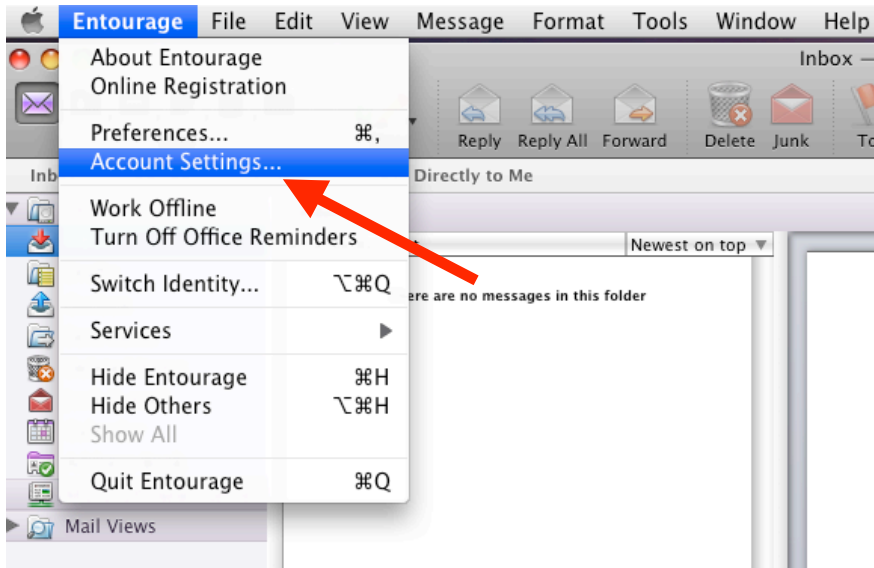 Entourage File Edit View Message Format Tools Window Help
Inbox —
About Entourage
Online Registration
Preferences... ⌘,
Account Settings...
Work Offline
Turn Off Office Reminders
Switch Identity... ⌥⌘Q
Services
Hide Entourage ⌘H
Hide Others ⌥⌘H
Show All
Quit Entourage ⌘Q
Reply Reply All Forward Delete Junk
Directly to Me
Newest on top
ere are no messages in this folder
Mail Views